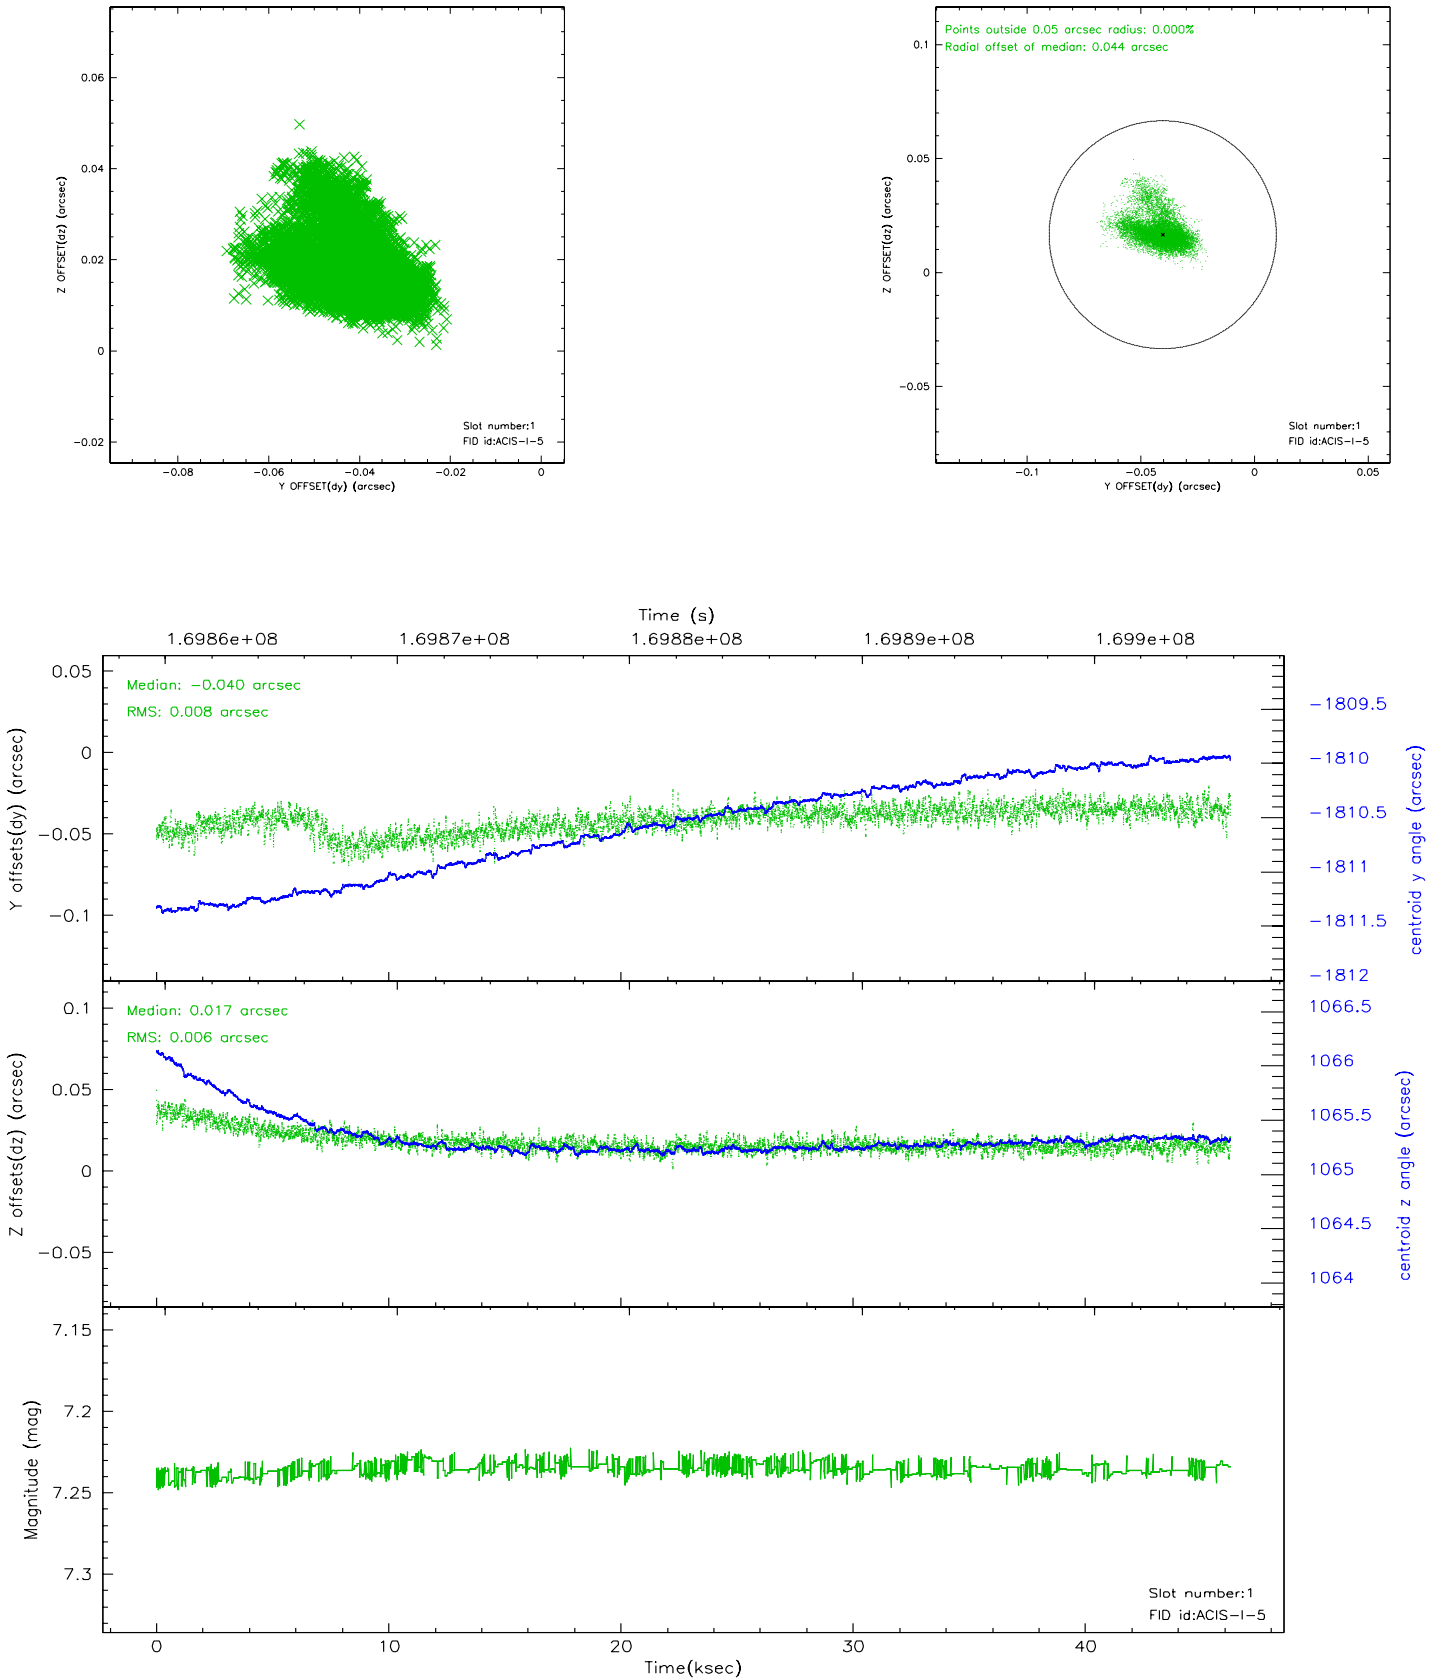 0.06
0.04
0.02
0
−0.02
Z OFFSET(dz) (arcsec)
Slot number:1
FID id:ACIS−I−5
−0.08
−0.06
−0.04
−0.02
0
Y OFFSET(dy) (arcsec)
Points outside 0.05 arcsec radius: 0.000%
Radial offset of median: 0.044 arcsec
0.1
0.05
0
−0.05
Z OFFSET(dz) (arcsec)
Slot number:1
FID id:ACIS−I−5
−0.1
−0.05
0
0.05
Y OFFSET(dy) (arcsec)
Time (s)
1.6986e+08
1.6987e+08
1.6988e+08
1.6989e+08
1.699e+08
Median: −0.040 arcsec
RMS: 0.008 arcsec
0.05
0
−0.05
−0.1
Y offsets(dy) (arcsec)
−1809.5
−1810
−1810.5
−1811
−1811.5
−1812
centroid y angle (arcsec)
Median: 0.017 arcsec
RMS: 0.006 arcsec
0.1
0.05
0
−0.05
Z offsets(dz) (arcsec)
1066.5
1066
1065.5
1065
1064.5
1064
centroid z angle (arcsec)
7.15
7.2
7.25
7.3
Magnitude (mag)
Slot number:1
FID id:ACIS−I−5
0
10
20
30
40
Time(ksec)